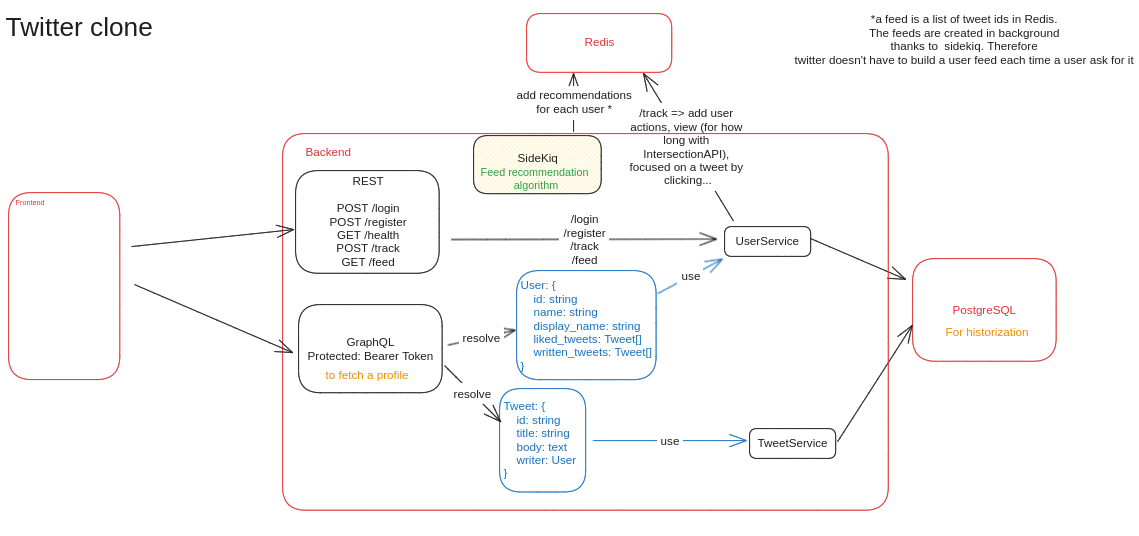 Twitter clone
Redis
*a feed is a list of tweet ids in Redis.
The feeds are created in background
thanks to sidekiq. Therefore
twitter doesn't have to build a user feed each time a user ask for it
add recommendations
for each user *
/track => add user
actions, view (for how
long with
IntersectionAPI),
focused on a tweet by
clicking...
Backend
SideKiq
Feed recommendation
algorithm
Frontend
REST
POST /login
POST /register
GET /health
POST /track
GET /feed
/login
/register
/track
/feed
UserService
use
User: {
id: string
name: string
display_name: string
liked_tweets: Tweet[]
written_tweets: Tweet[]
}
PostgreSQL
For historization
GraphQL
Protected: Bearer Token
to fetch a profile
resolve
resolve
Tweet: {
id: string
title: string
body: text
writer: User
}
use
TweetService